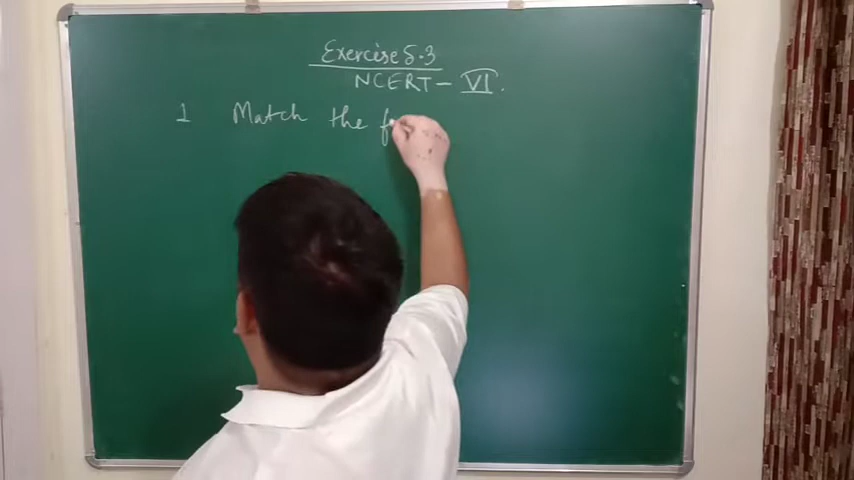 Exercise 5.3
NCERT - VI.
1 Match the f